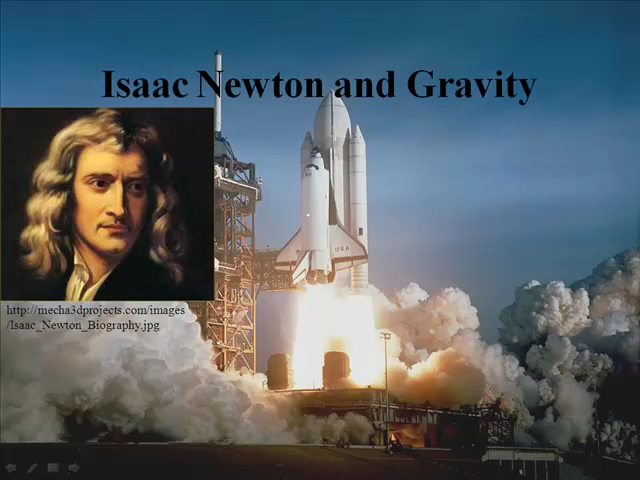 Isaac Newton and Gravity
http://mecha3dprojects.com/images
/Isaac_Newton_Biography.jpg
USA